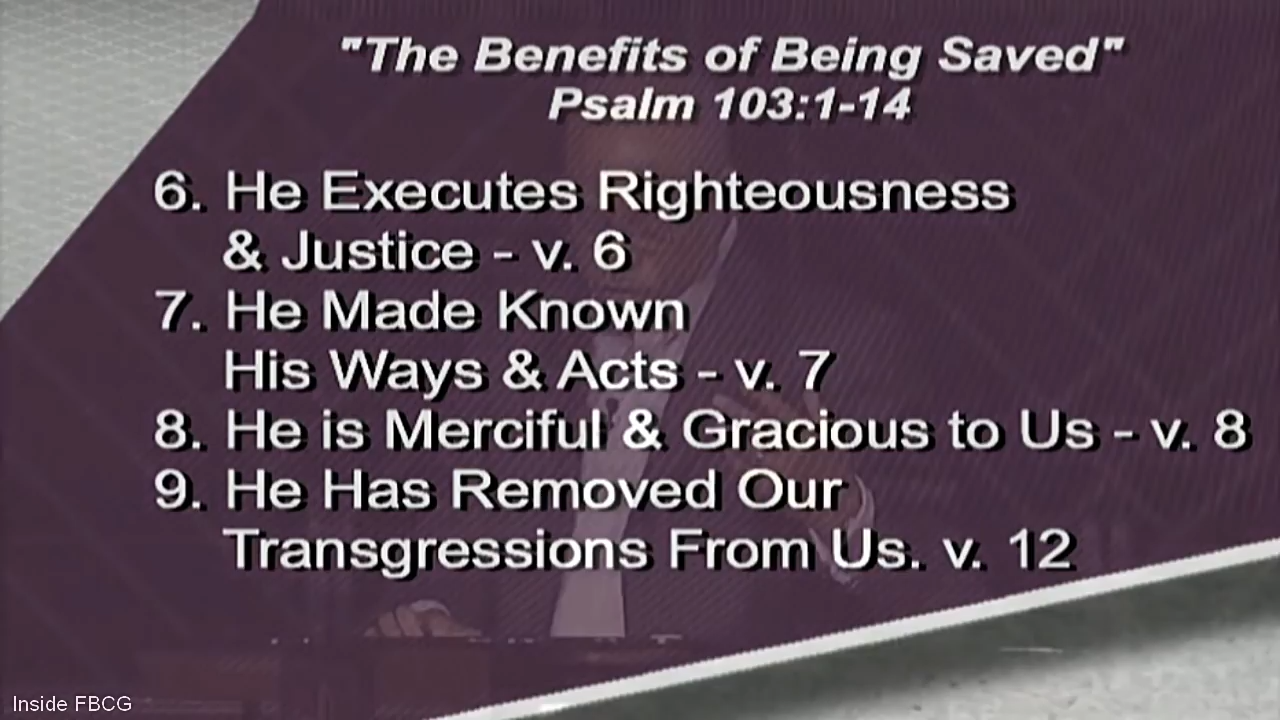 "The Benefits of Being Saved"
Psalm 103:1-14
6. He Executes Righteousness
& Justice - v. 6
7. He Made Known
His Ways & Acts - v. 7
8. He is Merciful & Gracious to Us - v. 8
9. He Has Removed Our
Transgressions From Us. v. 12
Inside FBCG